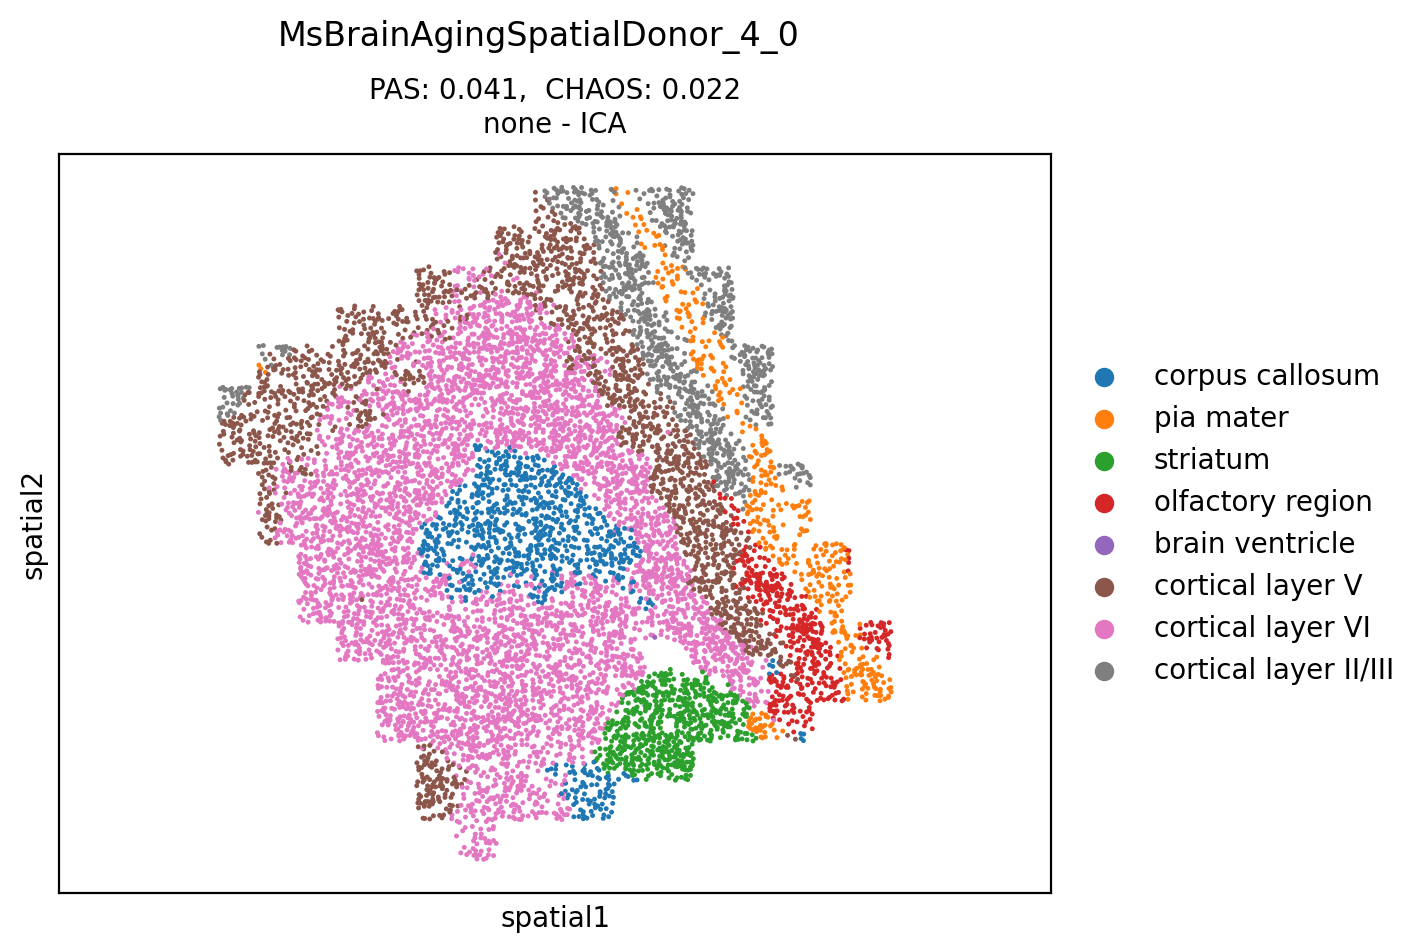 MsBrainAgingSpatialDonor_4_0
PAS: 0.041,  CHAOS: 0.022
none - ICA
spatial2
spatial1
corpus callosum
pia mater
striatum
olfactory region
brain ventricle
cortical layer V
cortical layer VI
cortical layer II/III